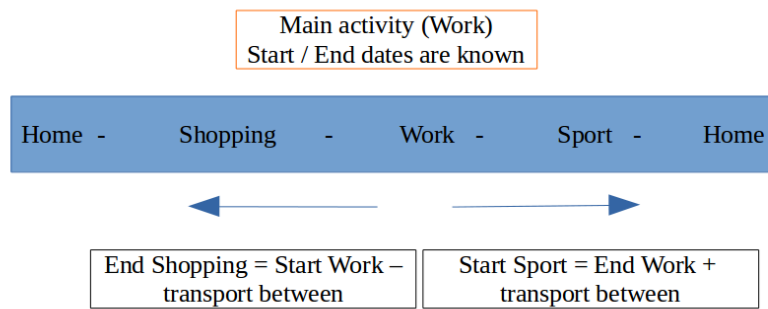 Main activity (Work)
Start / End dates are known
Home - Shopping - Work - Sport - Home
End Shopping = Start Work –
transport between
Start Sport = End Work +
transport between